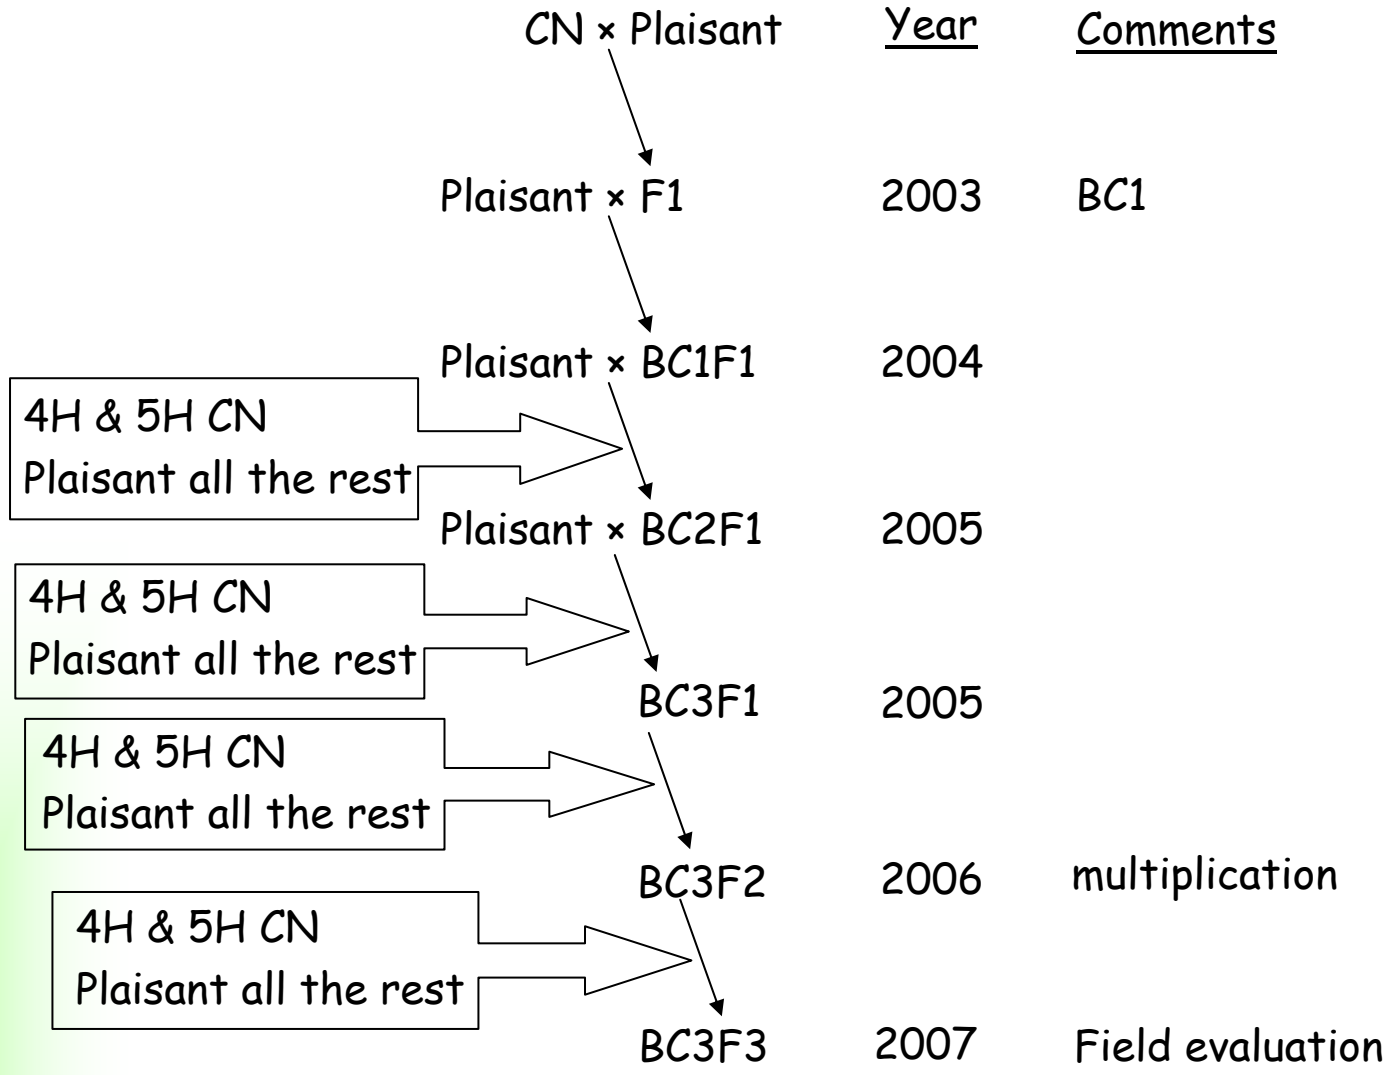 CN × Plaisant Year Comments
Plaisant × F1 2003 BC1
Plaisant × BC1F1 2004
4H & 5H CN
Plaisant all the rest
Plaisant × BC2F1 2005
4H & 5H CN
Plaisant all the rest
BC3F1 2005
4H & 5H CN
Plaisant all the rest
BC3F2 2006 multiplication
4H & 5H CN
Plaisant all the rest
BC3F3 2007 Field evaluation